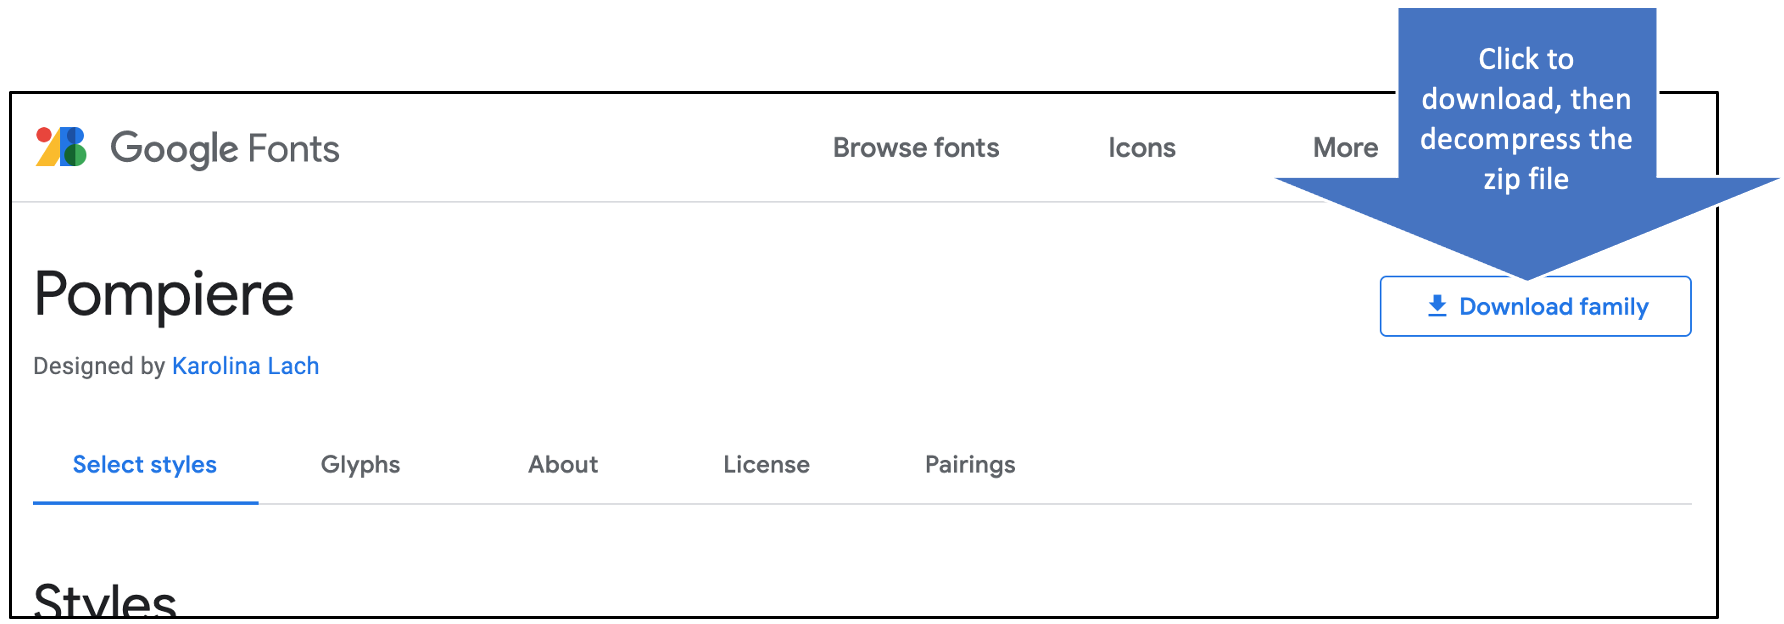 Click to
download, then
decompress the
zip file
Google Fonts
Browse fonts
Icons
More
Pompiere
Download family
Designed by Karolina Lach
Select styles
Glyphs
About
License
Pairings
Styles